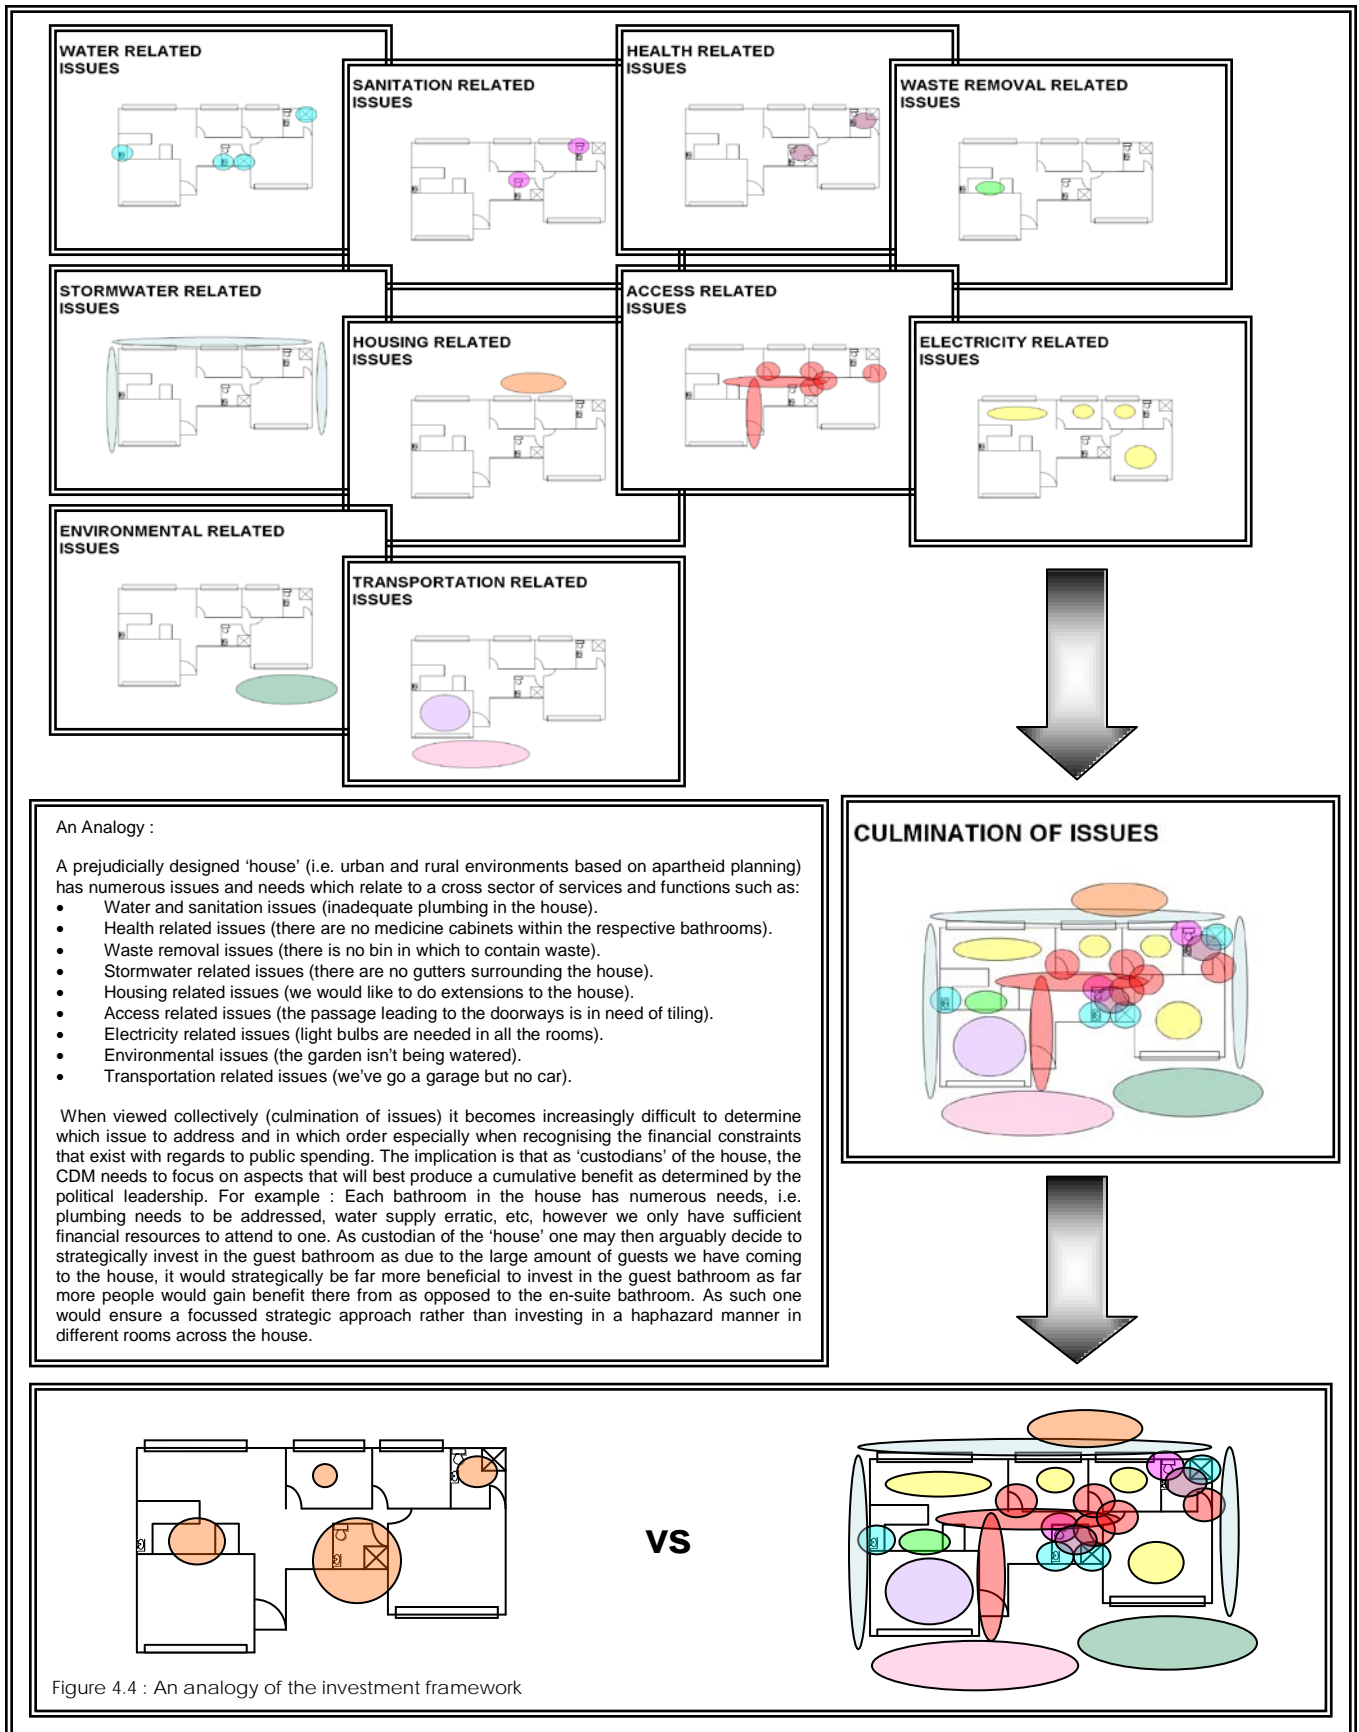 WATER RELATED
ISSUES
SANITATION RELATED
ISSUES
HEALTH RELATED
ISSUES
WASTE REMOVAL RELATED
ISSUES
STORMWATER RELATED
ISSUES
HOUSING RELATED
ISSUES
ACCESS RELATED
ISSUES
ELECTRICITY RELATED
ISSUES
ENVIRONMENTAL RELATED
ISSUES
TRANSPORTATION RELATED
ISSUES
An Analogy :
A prejudicially designed ‘house’ (i.e. urban and rural environments based on apartheid planning)
has numerous issues and needs which relate to a cross sector of services and functions such as:
• Water and sanitation issues (inadequate plumbing in the house).
• Health related issues (there are no medicine cabinets within the respective bathrooms).
• Waste removal issues (there is no bin in which to contain waste).
• Stormwater related issues (there are no gutters surrounding the house).
• Housing related issues (we would like to do extensions to the house).
• Access related issues (the passage leading to the doorways is in need of tiling).
• Electricity related issues (light bulbs are needed in all the rooms).
• Environmental issues (the garden isn’t being watered).
• Transportation related issues (we’ve go a garage but no car).
When viewed collectively (culmination of issues) it becomes increasingly difficult to determine
which issue to address and in which order especially when recognising the financial constraints
that exist with regards to public spending. The implication is that as ‘custodians’ of the house, the
CDM needs to focus on aspects that will best produce a cumulative benefit as determined by the
political leadership. For example : Each bathroom in the house has numerous needs, i.e.
plumbing needs to be addressed, water supply erratic, etc, however we only have sufficient
financial resources to attend to one. As custodian of the ‘house’ one may then arguably decide to
strategically invest in the guest bathroom as due to the large amount of guests we have coming
to the house, it would strategically be far more beneficial to invest in the guest bathroom as far
more people would gain benefit there from as opposed to the en-suite bathroom. As such one
would ensure a focussed strategic approach rather than investing in a haphazard manner in
different rooms across the house.
CULMINATION OF ISSUES
vs
Figure 4.4 : An analogy of the investment framework